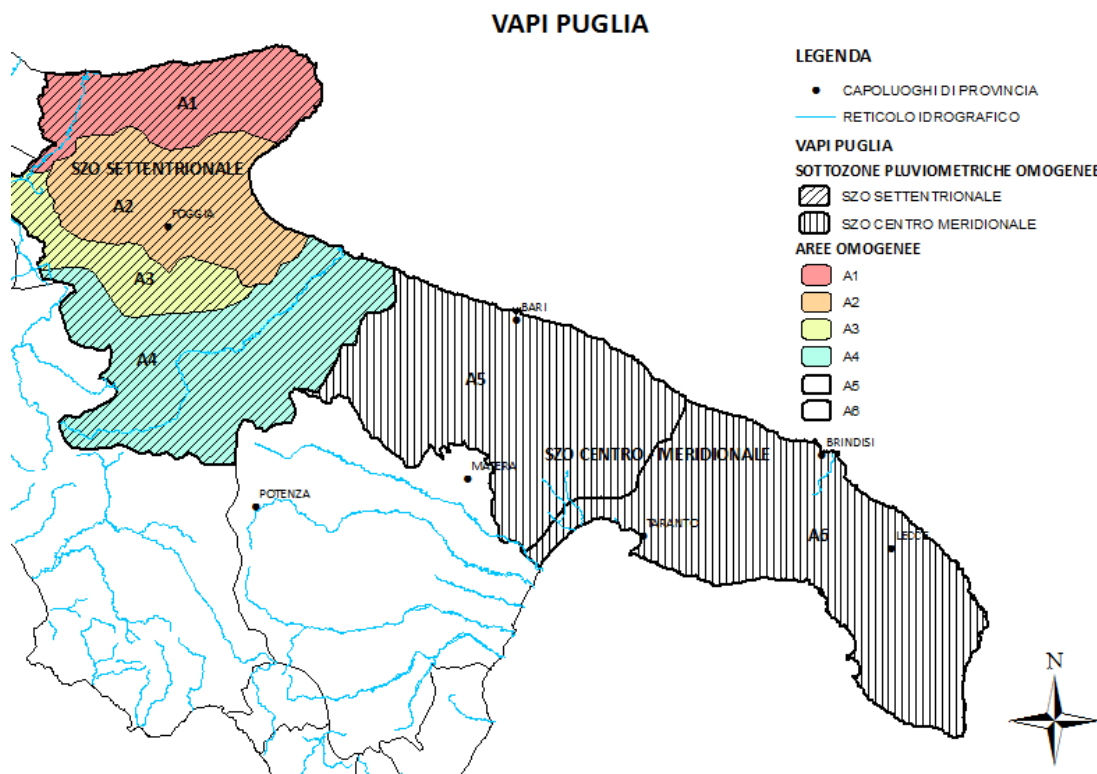 VAPI PUGLIA
LEGENDA
CAPOLUOGHI DI PROVINCIA
RETICOLO IDROGRAFICO
VAPI PUGLIA
SOTTOZONE PLUVIOMETRICHE OMOGENEE
SZO SETTENTRIONALE
SZO CENTRO MERIDIONALE
AREE OMOGENEE
A1
A2
A3
A4
A5
A6
A1
SZO SETTENTRIONALE
A2
FOGGIA
A3
A4
BARI
A5
BRINDISI
SZO CENTRO MERIDIONALE
MATERA
POTENZA
TARANTO
A6
LECCE
N